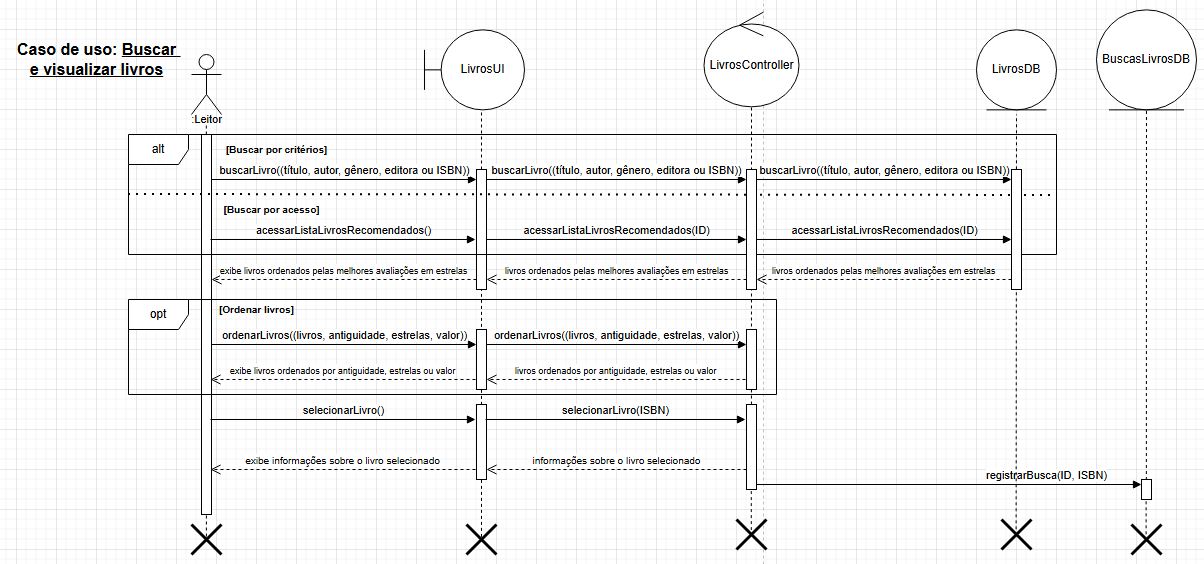 Caso de uso: Buscar
e visualizar livros
:Leitor
LivrosUI
LivrosController
LivrosDB
BuscasLivrosDB
alt
[Buscar por critérios]
buscarLivro((título, autor, gênero, editora ou ISBN))
buscarLivro((título, autor, gênero, editora ou ISBN))
buscarLivro((título, autor, gênero, editora ou ISBN))
[Buscar por acesso]
acessarListaLivrosRecomendados()
acessarListaLivrosRecomendados(ID)
acessarListaLivrosRecomendados(ID)
exibe livros ordenados pelas melhores avaliações em estrelas
livros ordenados pelas melhores avaliações em estrelas
livros ordenados pelas melhores avaliações em estrelas
opt
[Ordenar livros]
ordenarLivros((livros, antiguidade, estrelas, valor))
ordenarLivros((livros, antiguidade, estrelas, valor))
exibe livros ordenados por antiguidade, estrelas ou valor
livros ordenados por antiguidade, estrelas ou valor
selecionarLivro()
selecionarLivro(ISBN)
exibe informações sobre o livro selecionado
informações sobre o livro selecionado
registrarBusca(ID, ISBN)